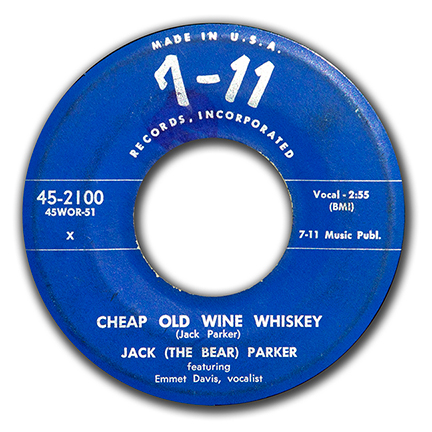 MADE IN U.S.A.
7-11
RECORDS, INCORPORATED
45-2100
45WOR-51
X
Vocal - 2:55
(BMI)
7-11 Music Publ.
CHEAP OLD WINE WHISKEY
(Jack Parker)
JACK (THE BEAR) PARKER
featuring
Emmet Davis, vocalist